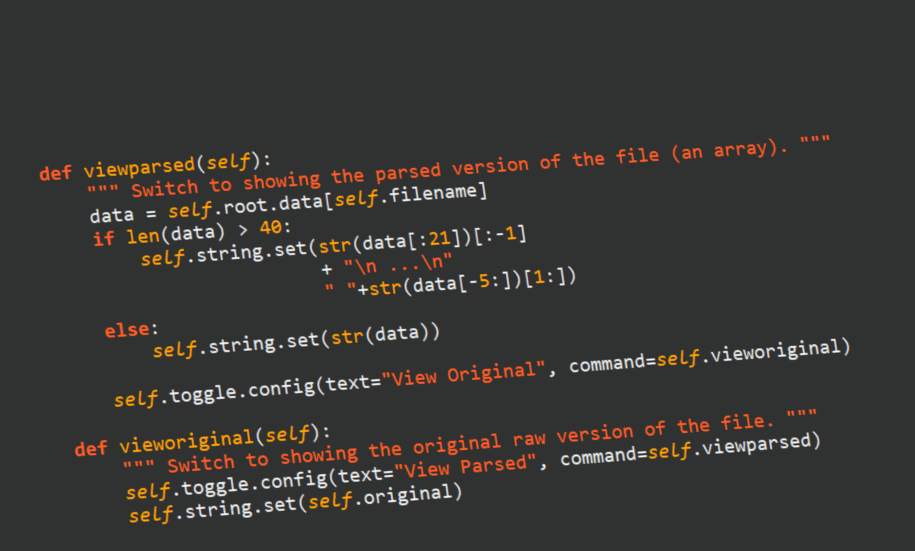 def viewparsed(self):
    """ Switch to showing the parsed version of the file (an array). """
    data = self.root.data[self.filename]
    if len(data) > 40:
        self.string.set(str(data[:21])[:-1]
                        + "\n ...\n"
                        " "+str(data[-5:])[1:])
    else:
        self.string.set(str(data))
    self.toggle.config(text="View Original", command=self.vieworiginal)
def vieworiginal(self):
    """ Switch to showing the original raw version of the file. """
    self.toggle.config(text="View Parsed", command=self.viewparsed)
    self.string.set(self.original)